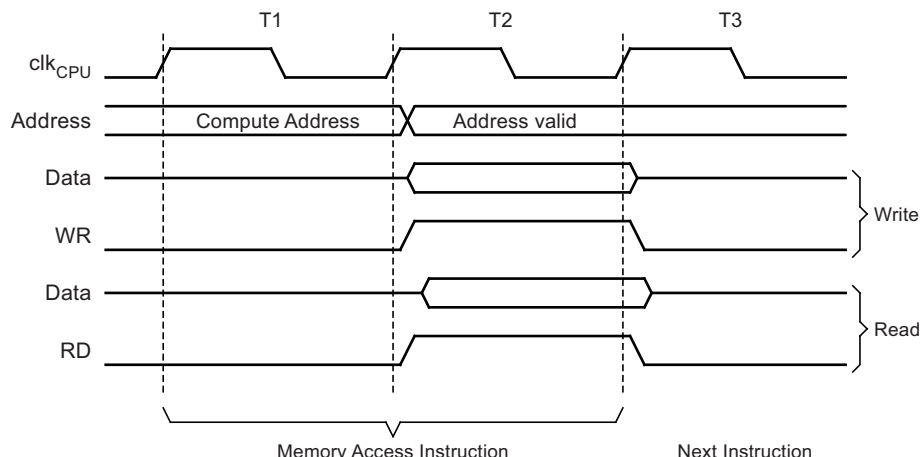 T1 T2 T3
clkCPU
Address Compute Address Address valid
Data
WR
Write
Data
RD
Read
Memory Access Instruction Next Instruction